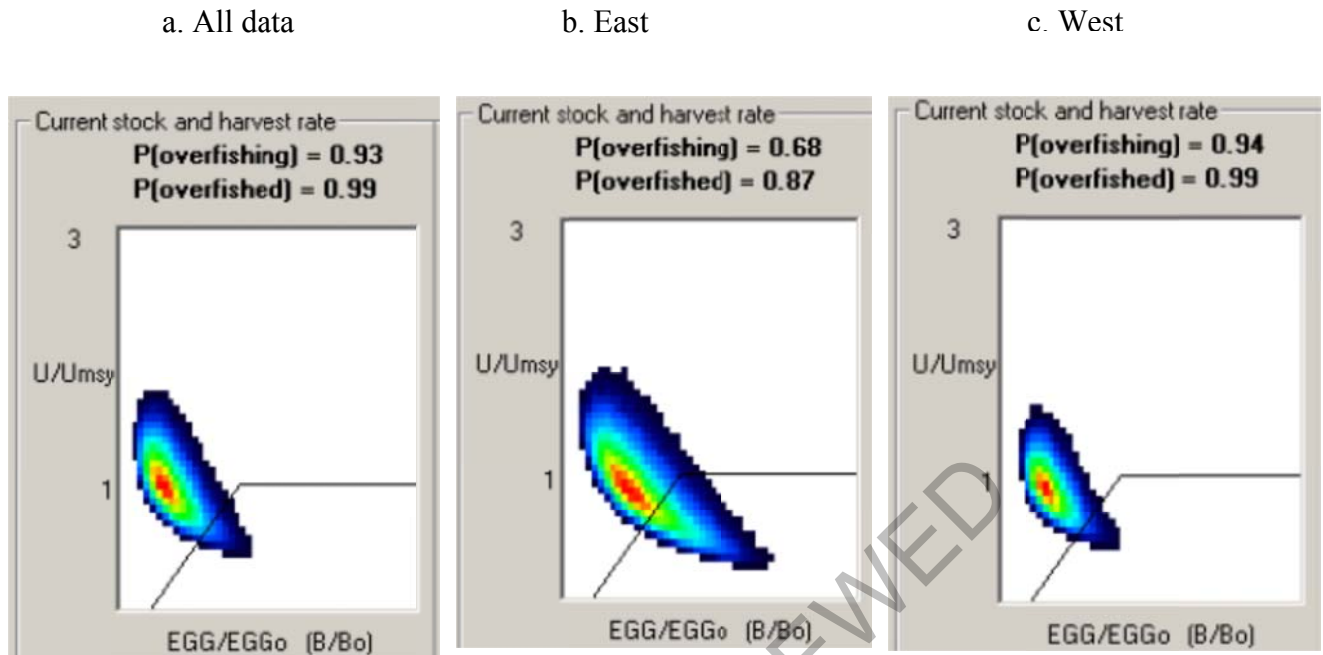 a. All data
b. East
c. West
Current stock and harvest rate
P(overfishing) = 0.93
P(overfished) = 0.99
3
U/Umsy
1
EGG/EGGo (B/Bo)
Current stock and harvest rate
P(overfishing) = 0.68
P(overfished) = 0.87
3
U/Umsy
1
EGG/EGGo (B/Bo)
Current stock and harvest rate
P(overfishing) = 0.94
P(overfished) = 0.99
3
U/Umsy
1
EGG/EGGo (B/Bo)